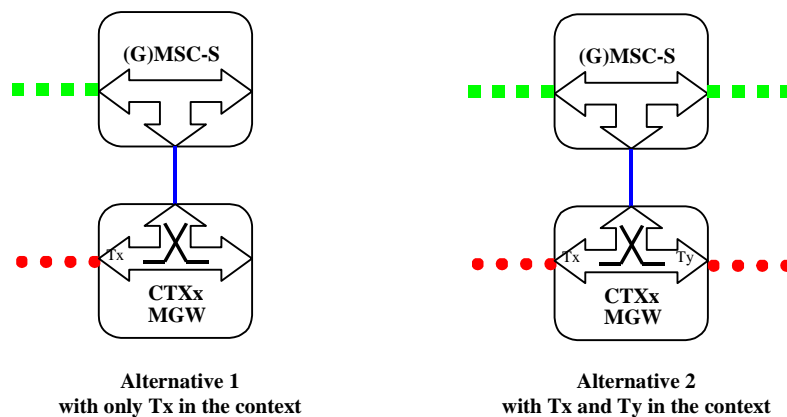 (G)MSC-S
(G)MSC-S
Tx
CTXx
MGW
Tx
Ty
CTXx
MGW
Alternative 1
with only Tx in the context
Alternative 2
with Tx and Ty in the context